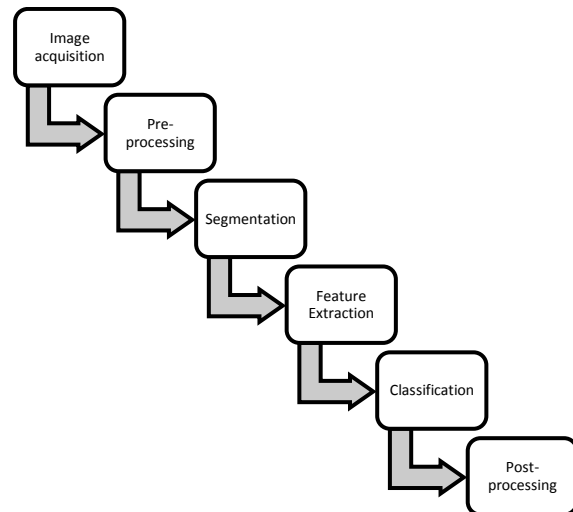 Image
acquisition
Pre-
processing
Segmentation
Feature
Extraction
Classification
Post-
processing